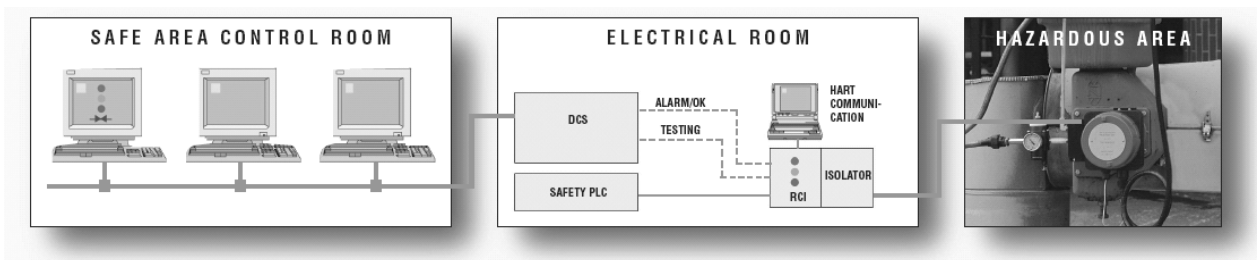 SAFE AREA CONTROL ROOM
ELECTRICAL ROOM
DCS
ALARM/OK
TESTING
SAFETY PLC
HART
COMMUNI-
CATION
RCI
ISOLATOR
HAZARDOUS AREA